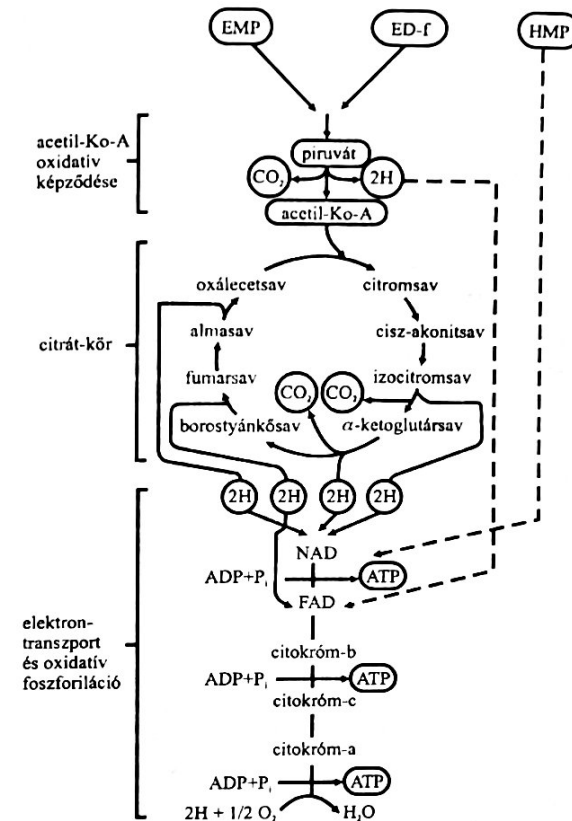 EMP
ED-f
HMP
acetil-Ko-A
oxidatív
képződése
piruvát
CO₂
2H
acetil-Ko-A
oxálecetsav
citromsav
almasav
cisz-akonitsav
citrát-kör
fumársav
CO₂
CO₂
izocitromsav
borostyánkősav
α-ketoglutársav
2H
2H
2H
2H
NAD
ADP+Pᵢ
ATP
FAD
elektron-
transzport
és oxidatív
foszforiláció
citokróm-b
ADP+Pᵢ
ATP
citokróm-c
citokróm-a
ADP+Pᵢ
ATP
2H + 1/2 O₂
H₂O